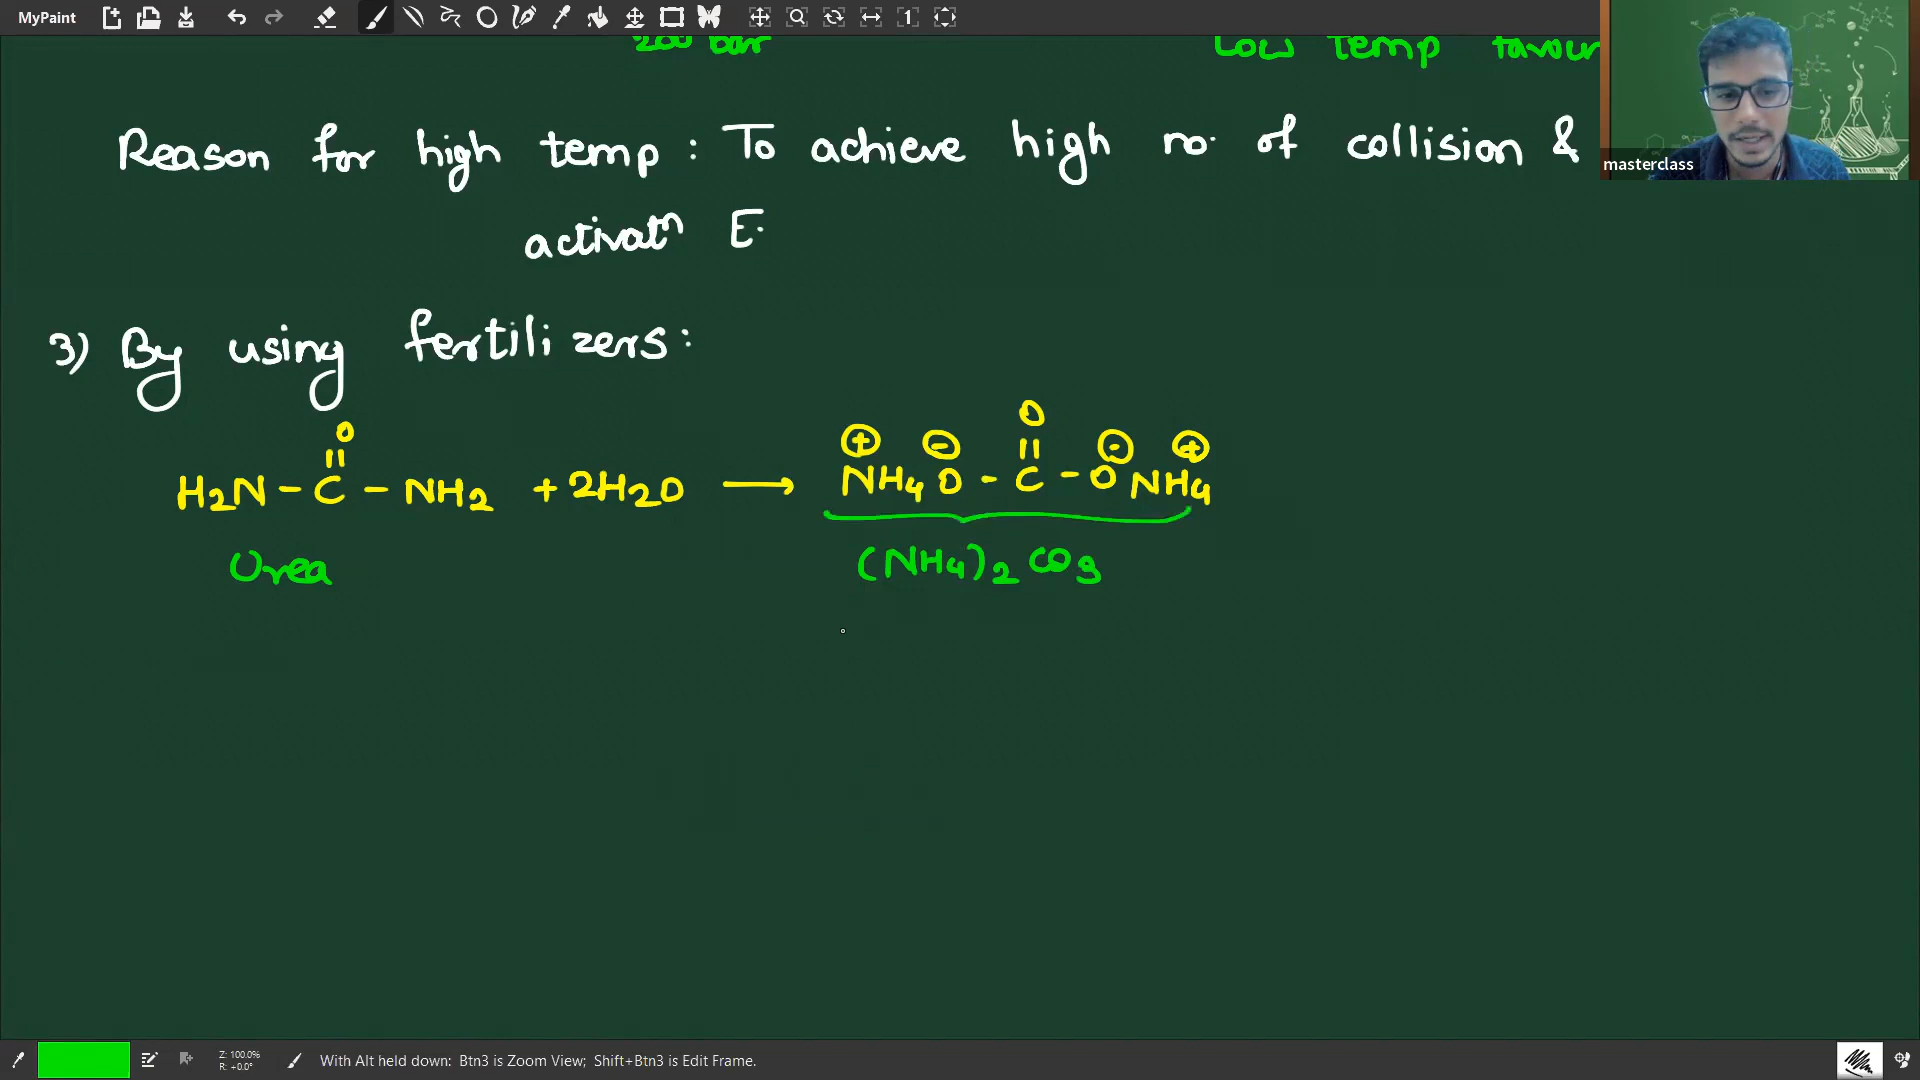 MyPaint
200 bar
Low Temp favour
Reason for high temp : To achieve high no. of collision &
masterclass
activatn E.
3) By using fertilizers:
O
H2N - C - NH2 + 2H2O ⟶ NH4 O - C - O NH4
⊕ ⊖ O ⊖ ⊕
Urea
(NH4)2 CO3
Z: 100.0%
R: +0.0°
With Alt held down: Btn3 is Zoom View; Shift+Btn3 is Edit Frame.